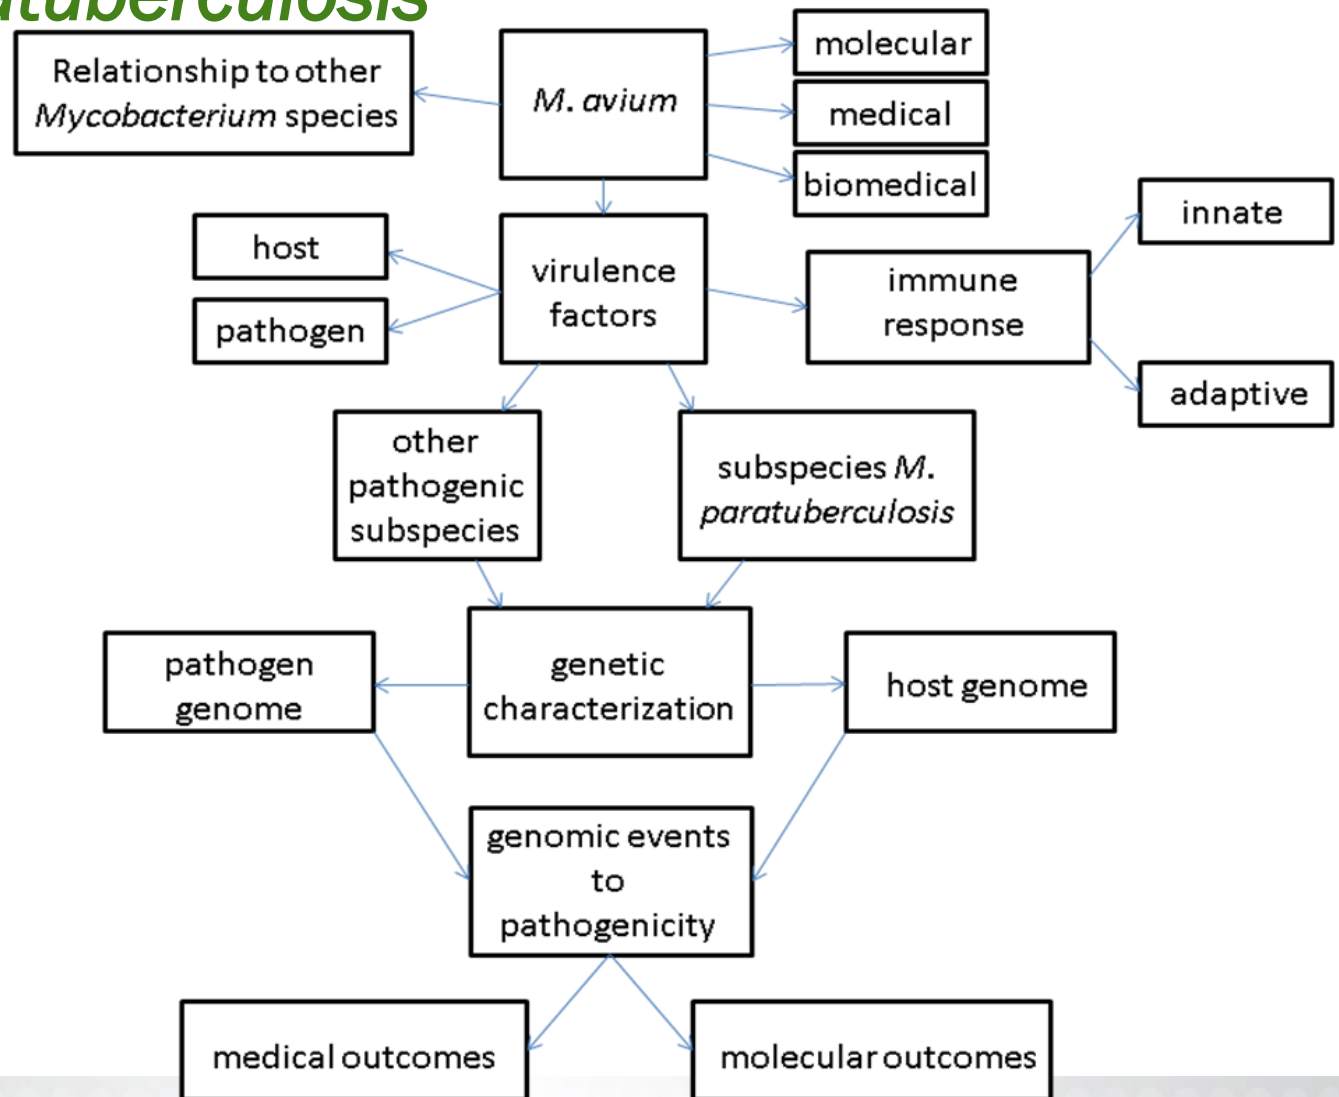 atuberculosis
Relationship to other
Mycobacterium species
M. avium
molecular
medical
biomedical
host
pathogen
virulence
factors
immune
response
innate
adaptive
other
pathogenic
subspecies
subspecies M.
paratuberculosis
pathogen
genome
genetic
characterization
host genome
genomic events
to
pathogenicity
medical outcomes
molecular outcomes